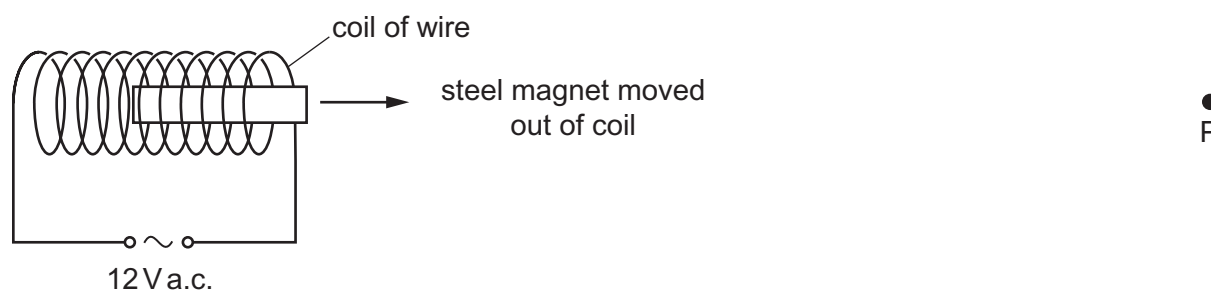 coil of wire
steel magnet moved
out of coil
P
12 V a.c.